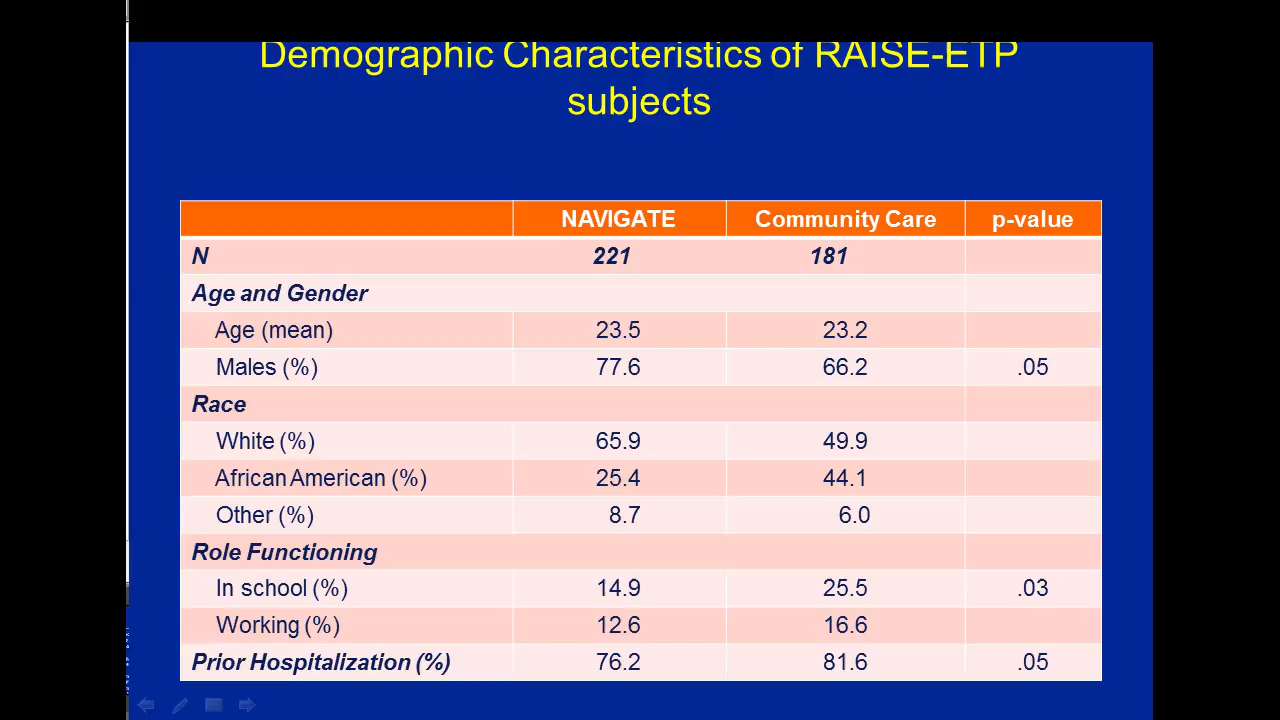 Demographic Characteristics of RAISE-ETP
subjects
NAVIGATE Community Care p-value
N 221 181
Age and Gender
Age (mean) 23.5 23.2
Males (%) 77.6 66.2 .05
Race
White (%) 65.9 49.9
African American (%) 25.4 44.1
Other (%) 8.7 6.0
Role Functioning
In school (%) 14.9 25.5 .03
Working (%) 12.6 16.6
Prior Hospitalization (%) 76.2 81.6 .05